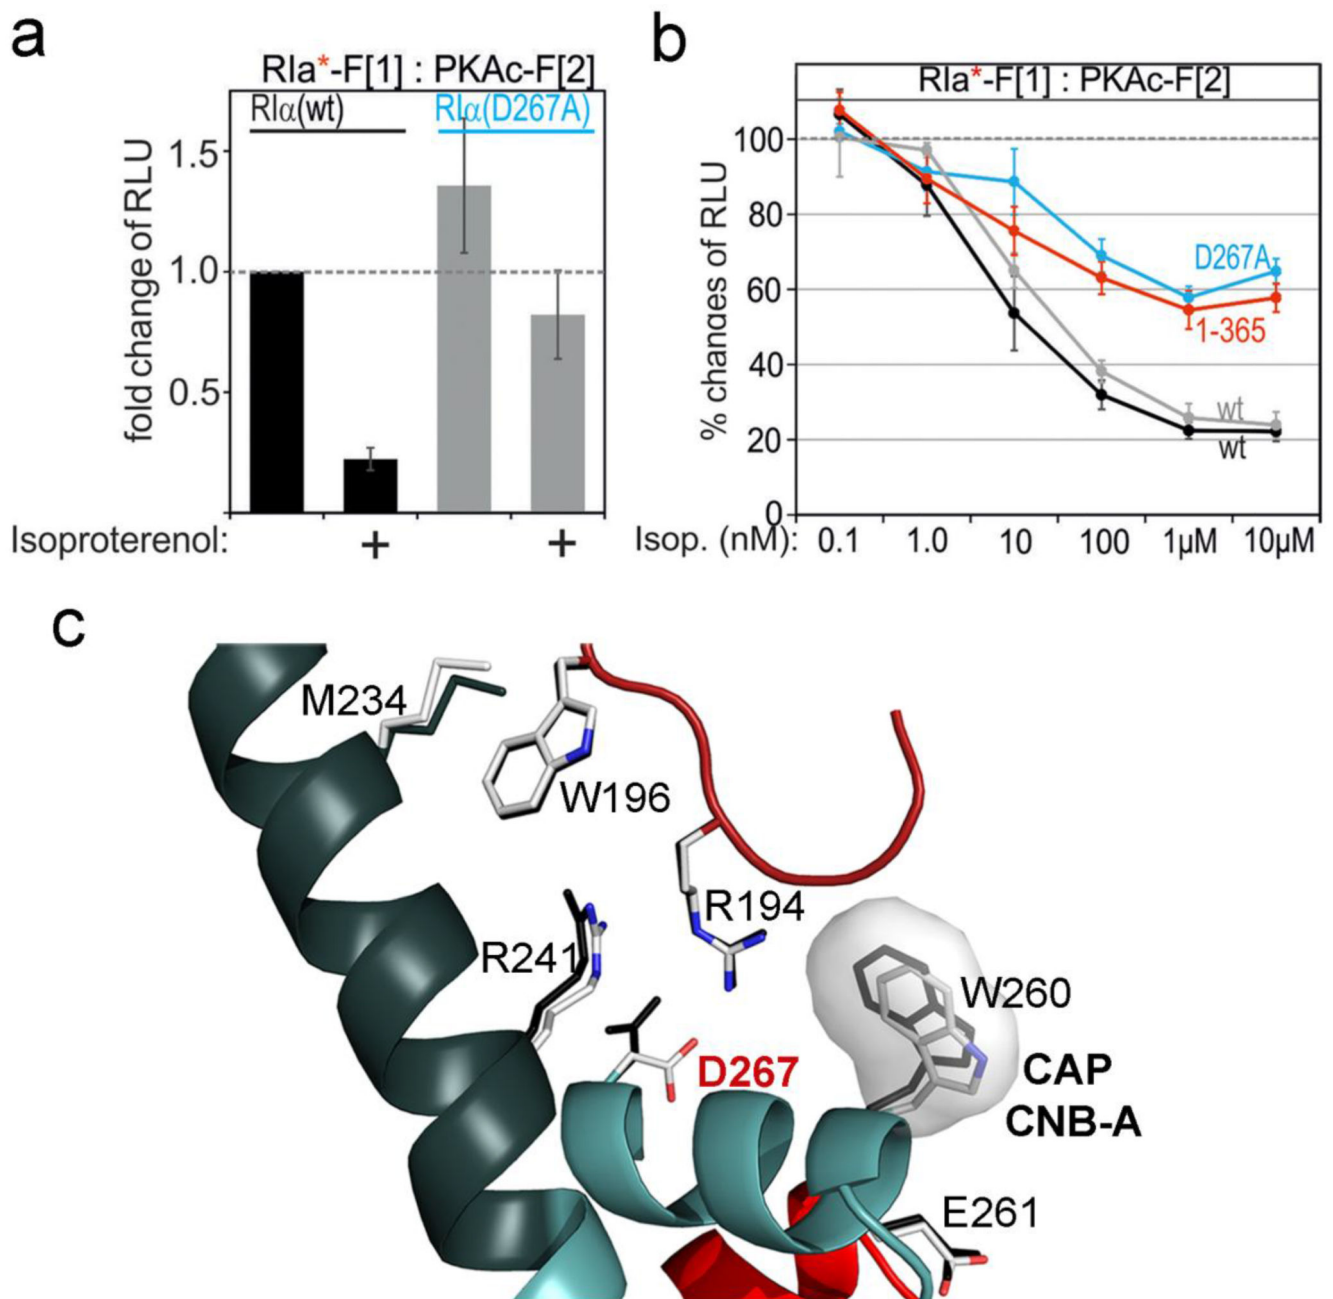 a
RIa*-F[1] : PKAc-F[2]
RIα(wt)
RIα(D267A)
fold change of RLU
1.5
1.0
0.5
Isoproterenol:
+
+
b
RIa*-F[1] : PKAc-F[2]
% changes of RLU
100
80
60
40
20
0
D267A
1-365
wt
wt
Isop. (nM): 0.1 1.0 10 100 1µM 10µM
c
M234
W196
R194
R241
W260
D267
CAP
CNB-A
E261